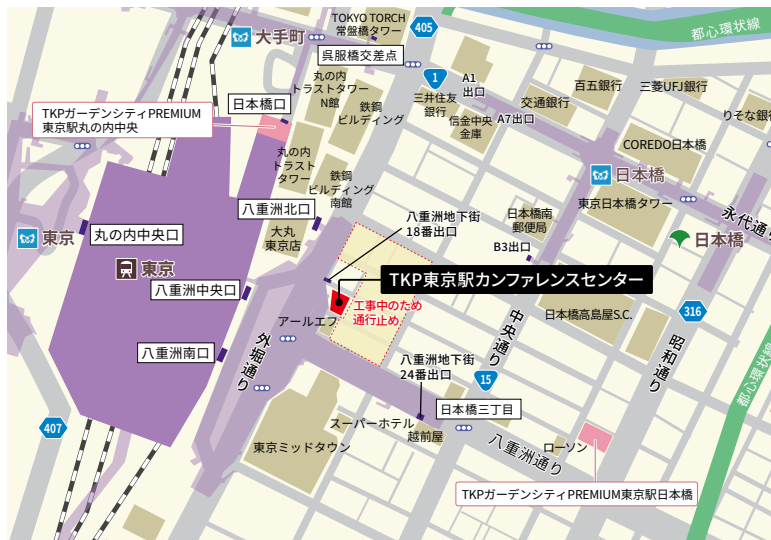 TOKYO TORCH
常盤橋タワー
405
都心環状線
大手町
呉服橋交差点
1
A1
出口
丸の内
トラストタワー
N館
三井住友
銀行
百五銀行
三菱UFJ銀行
日本橋口
鉄鋼
ビルディング
交通銀行
りそな銀行
TKPガーデンシティPREMIUM
東京駅丸の内中央
信金中央
金庫
A7出口
COREDO日本橋
丸の内
トラスト
タワー
鉄鋼
ビルディング
南館
日本橋
東京日本橋タワー
八重洲北口
八重洲地下街
18番出口
日本橋南
郵便局
永代通り
東京
丸の内中央口
大丸
東京店
B3出口
日本橋
東京
TKP東京駅カンファレンスセンター
八重洲中央口
工事中のため
通行止め
アールエフ
日本橋高島屋S.C.
316
中央通り
昭和通り
外堀通り
八重洲南口
八重洲地下街
24番出口
都心環状線
15
407
日本橋三丁目
スーパーホテル
越前屋
八重洲通り
ローソン
東京ミッドタウン
TKPガーデンシティPREMIUM東京駅日本橋